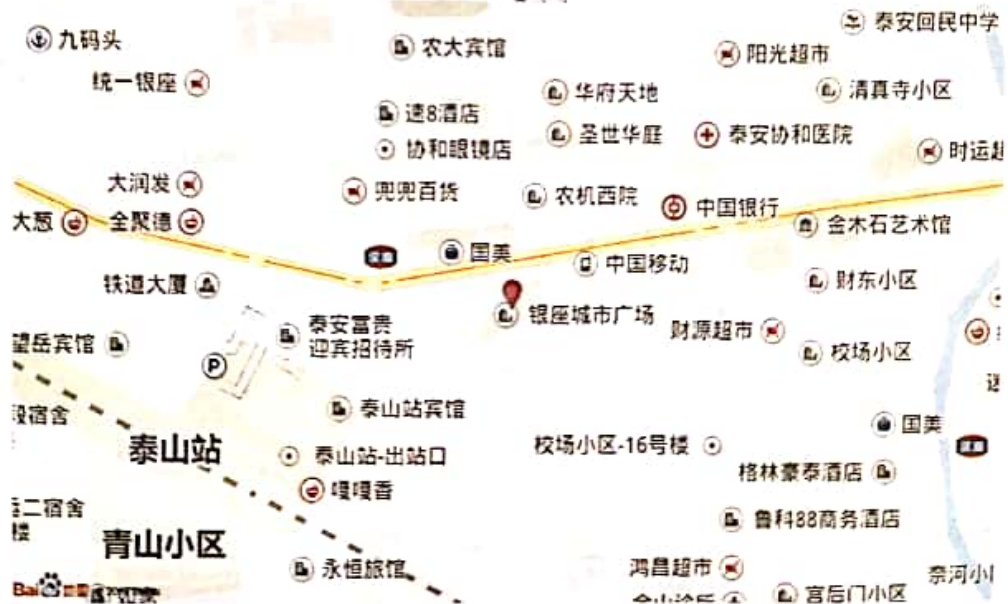 泰安回民中学
九码头
农大宾馆
阳光超市
统一银座
华府天地
清真寺小区
速8酒店
圣世华庭
泰安协和医院
协和眼镜店
时运
大润发
兜兜百货
农机西院
中国银行
大葱
全聚德
金木石艺术馆
国美
中国移动
铁道大厦
财东小区
银座城市广场
泰安富贵
迎宾招待所
财源超市
望岳宾馆
P
校场小区
段宿舍
泰山站宾馆
国美
泰山站
校场小区-16号楼
泰山站-出站口
格林豪泰酒店
嘎嘎香
二宿舍
楼
鲁科88商务酒店
青山小区
永恒旅馆
鸿昌超市
奈河小
Bai
宫后门小区